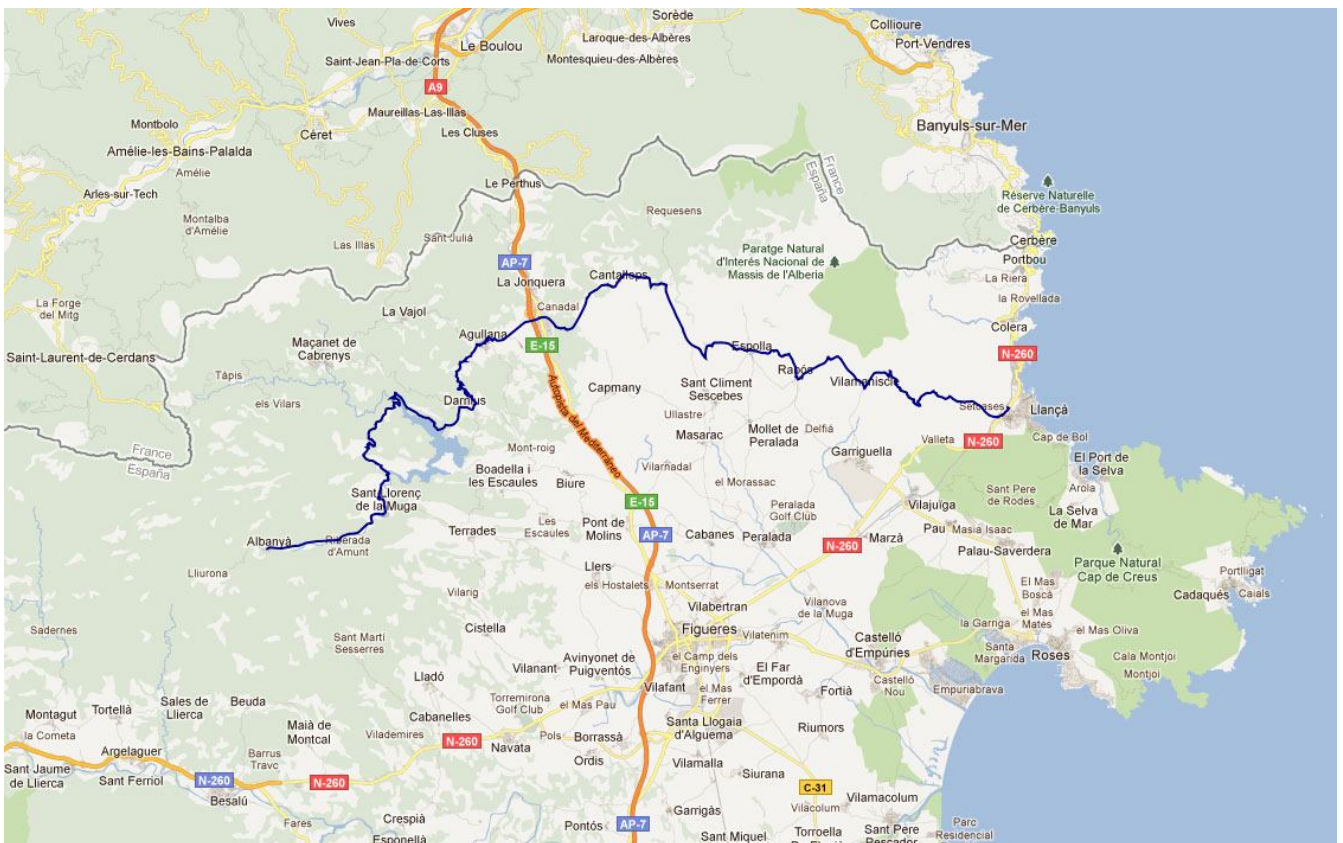 Vives
Sorède
Collioure
Laroque-des-Albères
Port-Vendres
Le Boulou
Saint-Jean-Pla-de-Corts
Montesquieu-des-Albères
A9
Maureillas-Las-Illas
Montbolo
Céret
Les Cluses
Banyuls-sur-Mer
Amélie-les-Bains-Palalda
Amélie
Le Perthus
France
España
Réserve Naturelle
de Cerbère-Banyuls
Arles-sur-Tech
Montalba
d'Amélie
Requesens
Las Illas
Sant Julià
Paratge Natural
d'Interés Nacional de
Massis de l'Alberia
Cerbère
Portbou
AP-7
Cantallops
La Jonquera
La Riera
la Rovellada
La Forge
del Mitg
La Vajol
Canadal
Colera
Agullana
E-15
N-260
Maçanet de
Cabrenys
Saint-Laurent-de-Cerdans
Espolla
Rabós
Vilamaniscle
Tàpis
els Vilars
Darnius
Capmany
Autopista del Mediterráneo
Sant Climent
Sescebes
Setcases
Llançà
Ullastre
Masarac
Mollet de
Peralada
Delfià
Valleta
N-260
Cap de Bol
Mont-roig
Garriguella
France
España
Boadella i
les Escaules
Biure
Vilarnadal
el Morassac
El Port de
la Selva
Arola
Sant Pere
de Rodes
La Selva
de Mar
Sant Llorenç
de la Muga
E-15
Peralada
Golf Club
Vilajuïga
Terrades
Les
Escaules
Pont de
Molins
AP-7
Cabanes
Peralada
N-260
Marzà
Pau
Masia Isaac
Palau-Saverdera
Albanyà
Riberada
d'Amunt
Parque Natural
Cap de Creus
Lliurona
Llers
els Hostalets
Montserrat
El Mas
Boscà
Portlligat
Cadaqués
Caials
Vilarig
Vilabertran
Vilanova
de la Muga
el Mas
Mates
Sadernes
Sant Martí
Sesserres
Cistella
Figueres
Vilatenim
Castelló
d'Empúries
la Garriga
Santa
Margarida
Roses
el Mas Oliva
Vilanant
Avinyonet de
Puigventós
el Camp dels
Enginyers
El Far
d'Empordà
Cala Montjoi
Montjoi
Lladó
Vilafant
el Mas
Ferrer
Fortià
Castelló
Nou
Empuriabrava
Montagut
la Cometa
Tortellà
Sales de
Llierca
Beuda
Torremirona
Golf Club
el Mas Pau
Maià de
Montcal
Cabanelles
Vilademires
Santa Llogaia
d'Alguema
Riumors
Argelaguer
Barrus
Travc
N-260
Navata
Pols
Borrassà
Ordis
Vilamalla
Siurana
Sant Jaume
de Llierca
Sant Ferriol
N-260
N-260
C-31
Vilacolum
Vilamacolum
Besalú
Crespià
Fares
Esponellà
Pontós
AP-7
Garrigàs
Sant Miquel
Torroella
Sant Pere
Pescador
Parc
Residencial